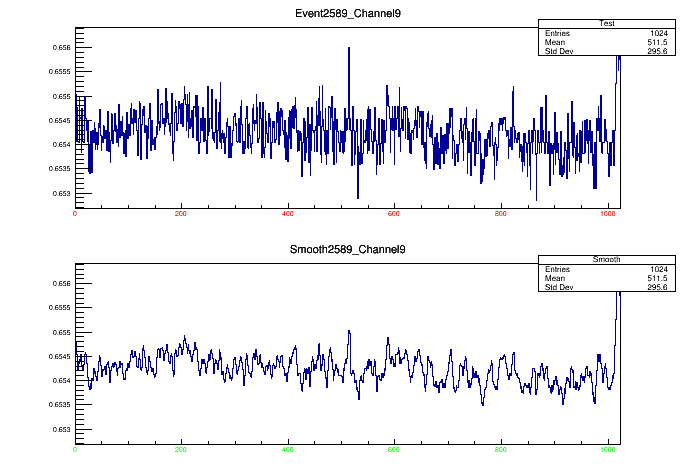 Event2589_Channel9
Test
Entries 1024
Mean 511.5
Std Dev 295.6
0.656
0.6555
0.655
0.6545
0.654
0.6535
0.653
0 200 400 600 800 1000
Smooth2589_Channel9
Smooth
Entries 1024
Mean 511.5
Std Dev 295.6
0.656
0.6555
0.655
0.6545
0.654
0.6535
0.653
0 200 400 600 800 1000